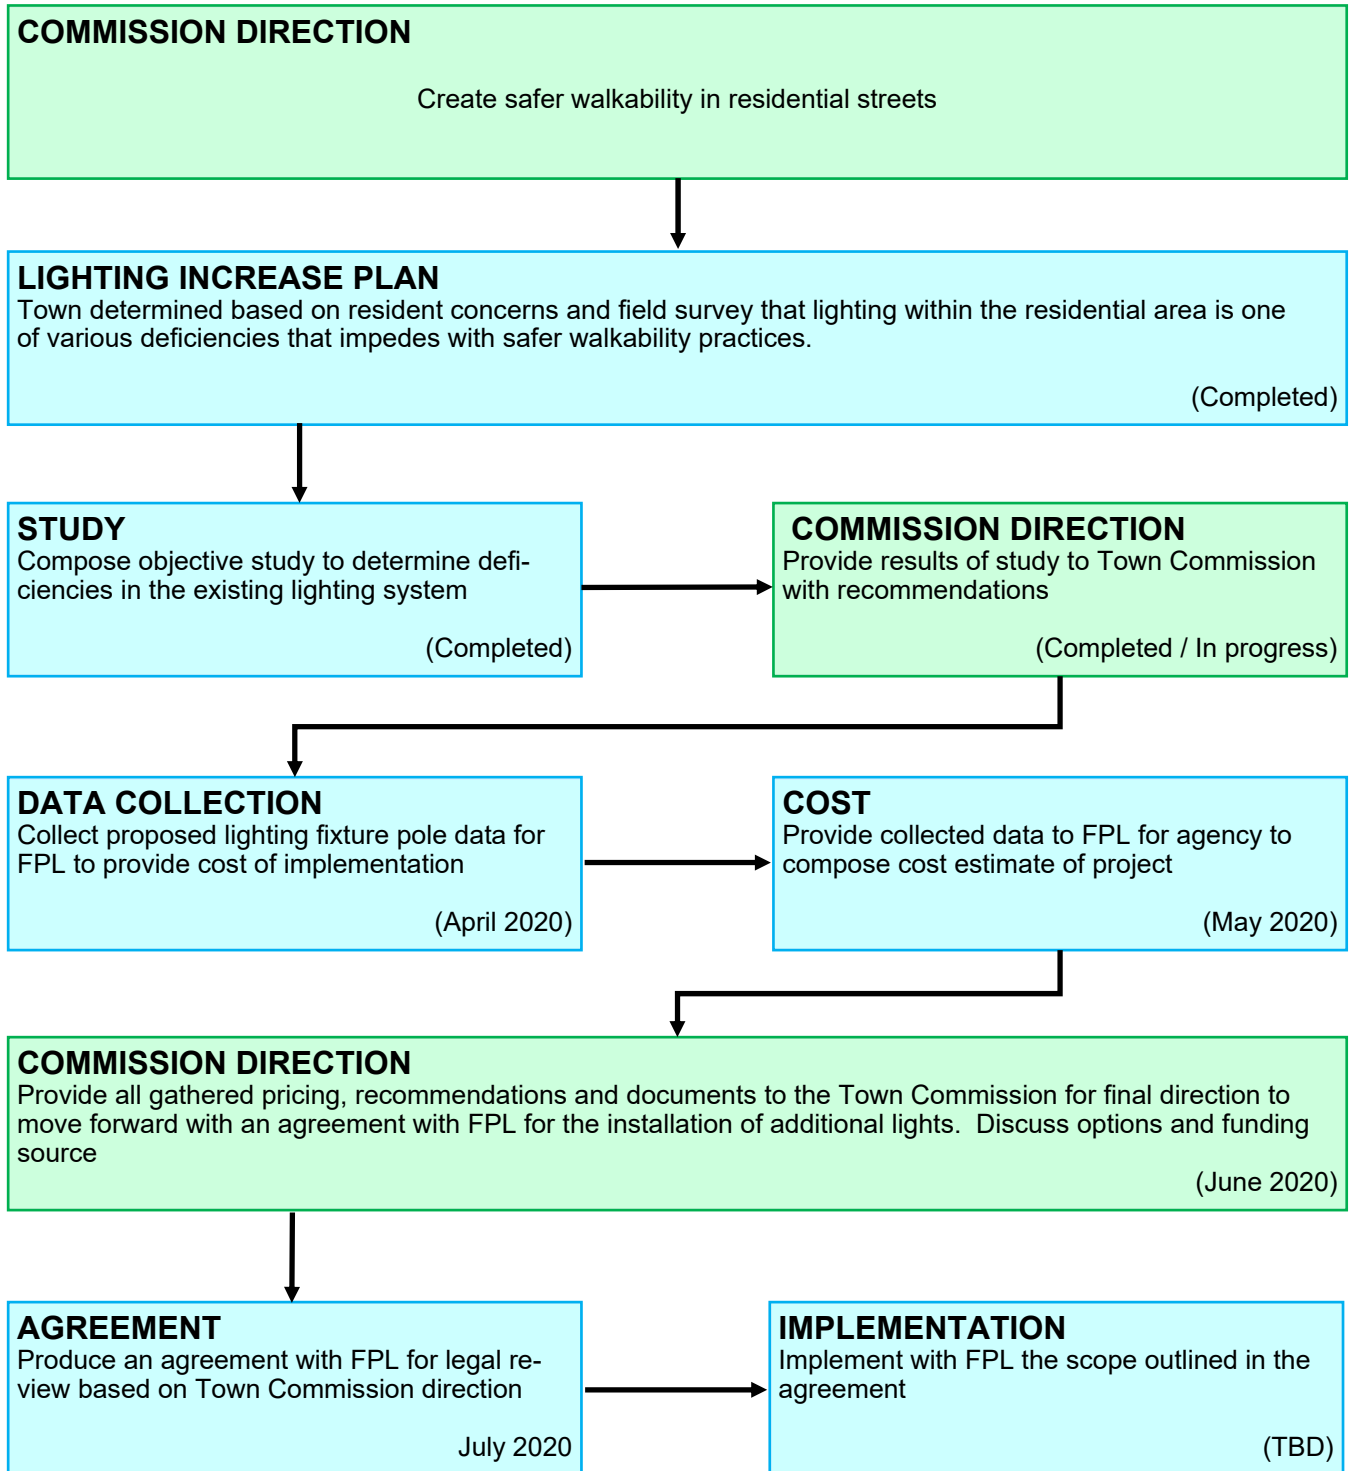 COMMISSION DIRECTION
Create safer walkability in residential streets
LIGHTING INCREASE PLAN
Town determined based on resident concerns and field survey that lighting within the residential area is one
of various deficiencies that impedes with safer walkability practices.
(Completed)
STUDY
Compose objective study to determine defi-
ciencies in the existing lighting system
(Completed)
COMMISSION DIRECTION
Provide results of study to Town Commission
with recommendations
(Completed / In progress)
DATA COLLECTION
Collect proposed lighting fixture pole data for
FPL to provide cost of implementation
(April 2020)
COST
Provide collected data to FPL for agency to
compose cost estimate of project
(May 2020)
COMMISSION DIRECTION
Provide all gathered pricing, recommendations and documents to the Town Commission for final direction to
move forward with an agreement with FPL for the installation of additional lights.  Discuss options and funding
source
(June 2020)
AGREEMENT
Produce an agreement with FPL for legal re-
view based on Town Commission direction
July 2020
IMPLEMENTATION
Implement with FPL the scope outlined in the
agreement
(TBD)